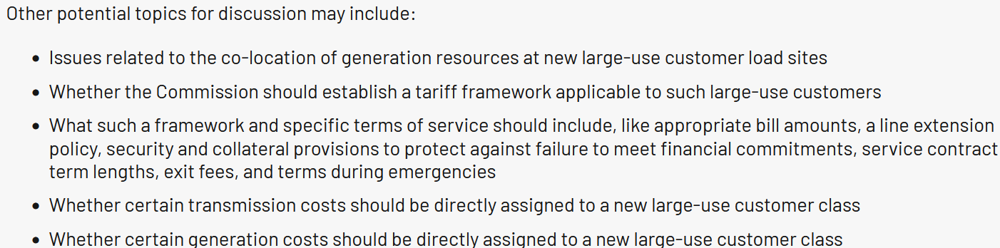 Other potential topics for discussion may include:
• Issues related to the co-location of generation resources at new large-use customer load sites
• Whether the Commission should establish a tariff framework applicable to such large-use customers
• What such a framework and specific terms of service should include, like appropriate bill amounts, a line extension
policy, security and collateral provisions to protect against failure to meet financial commitments, service contract
term lengths, exit fees, and terms during emergencies
• Whether certain transmission costs should be directly assigned to a new large-use customer class
• Whether certain generation costs should be directly assigned to a new large-use customer class